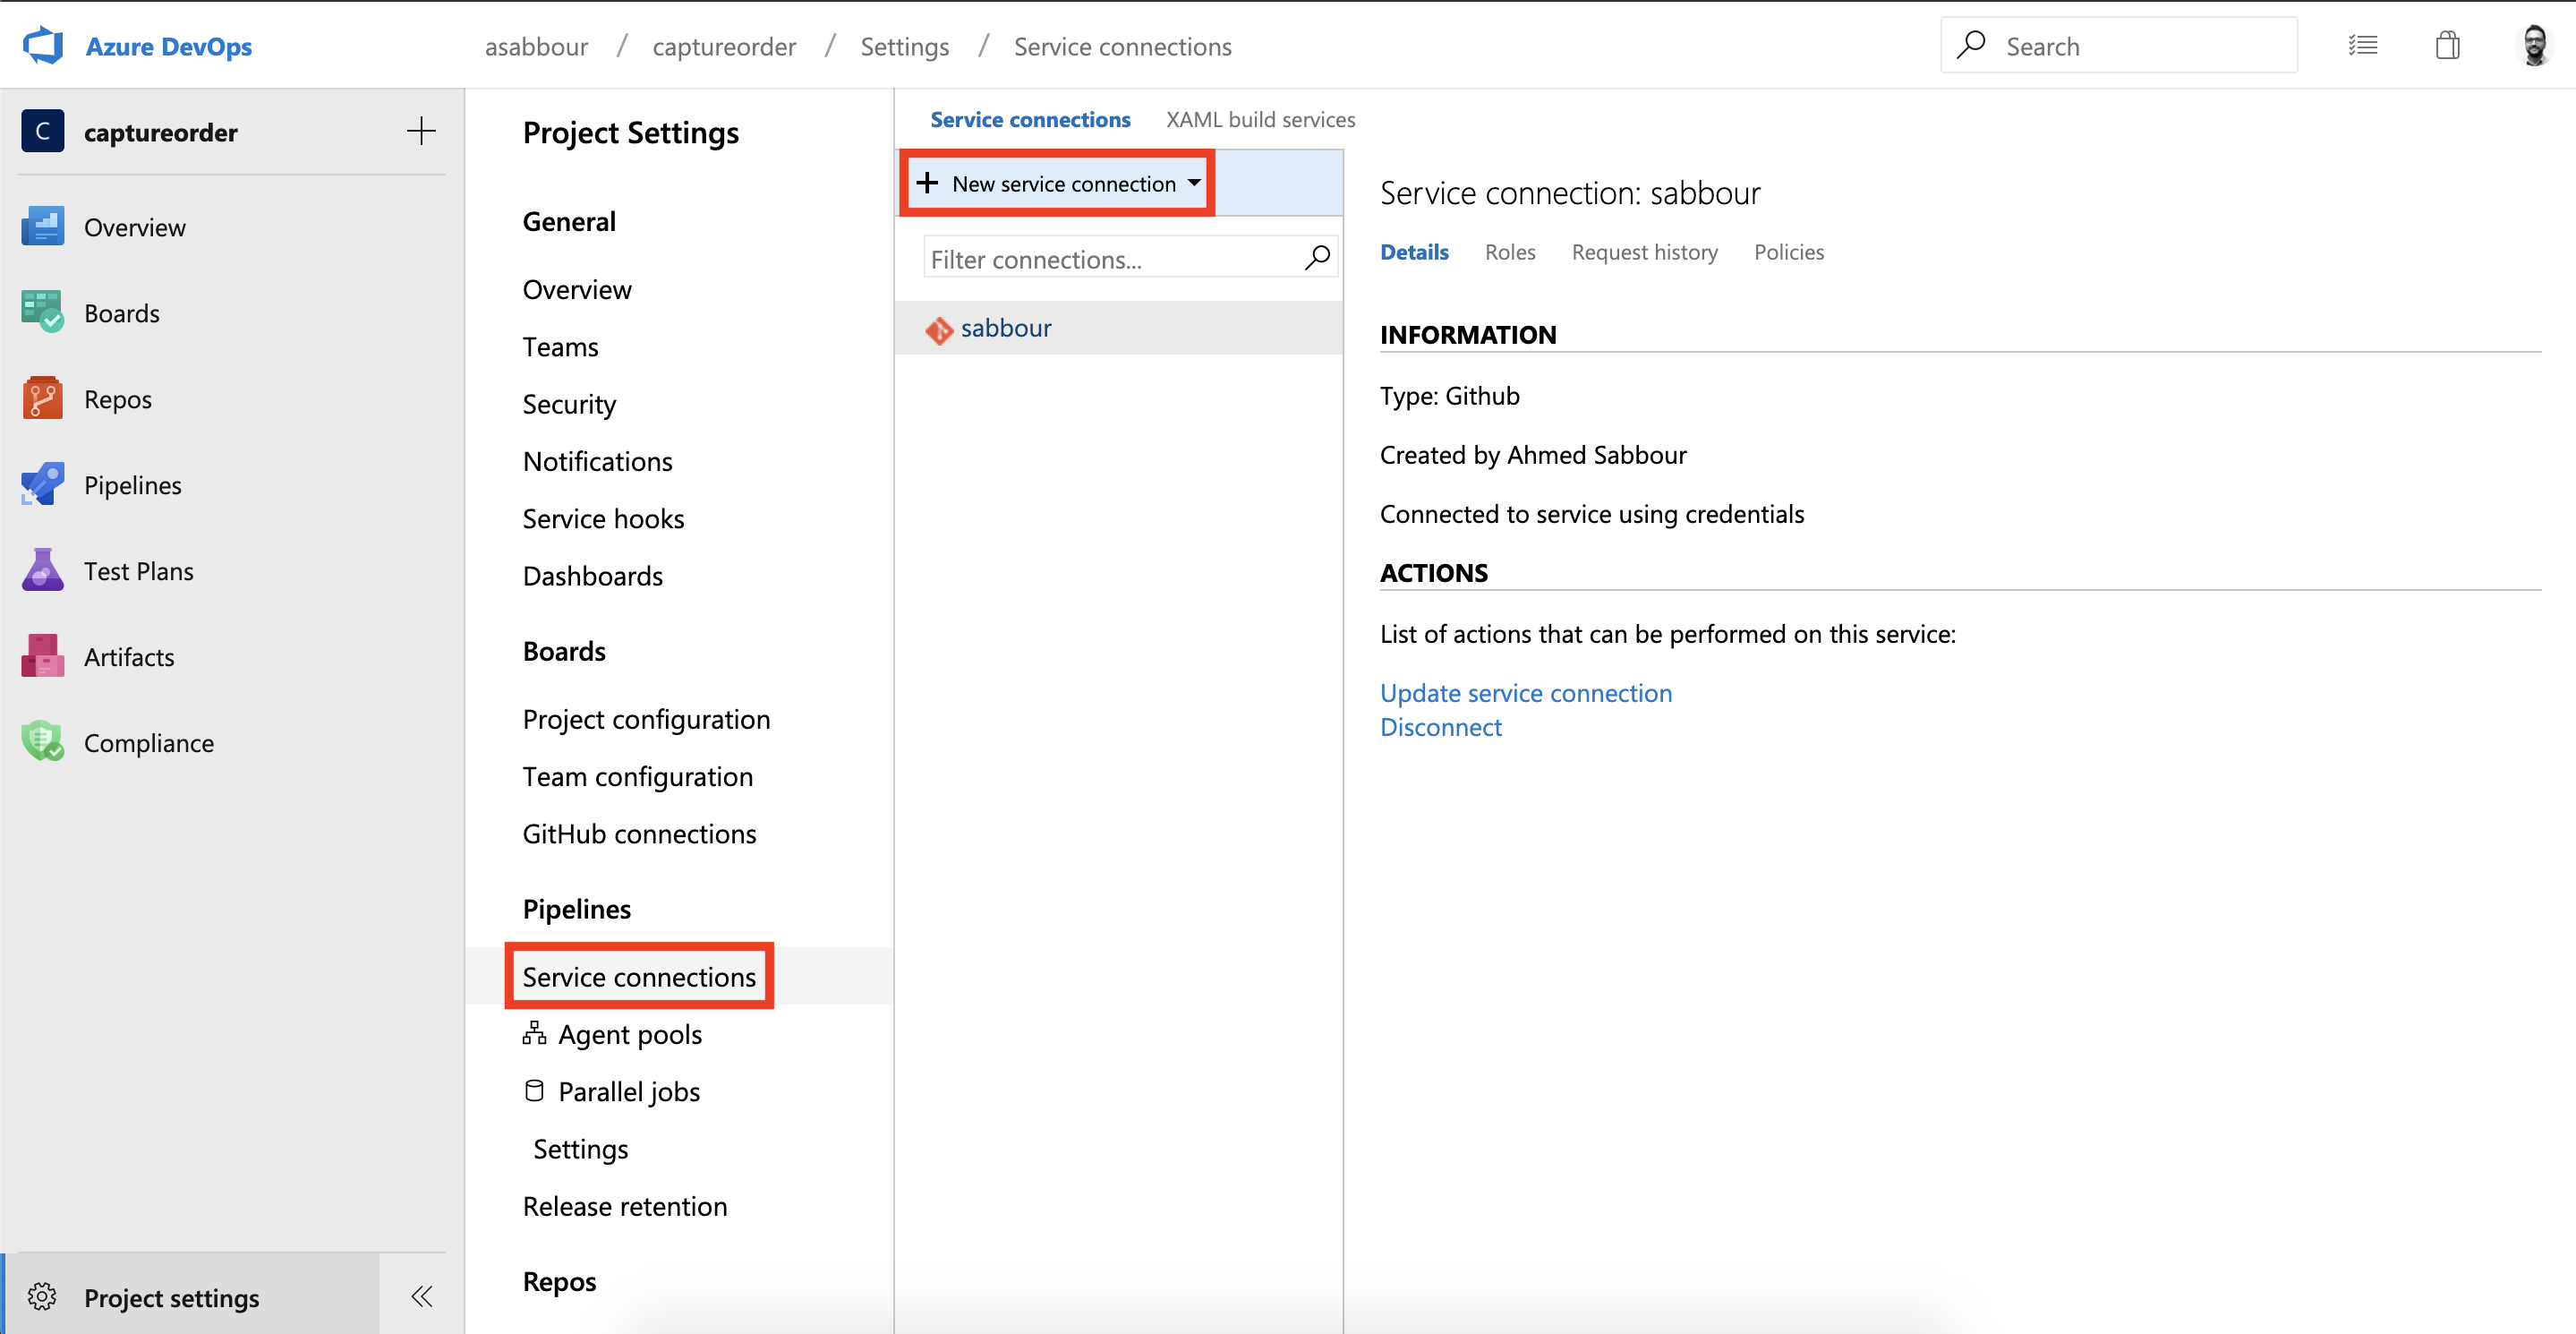 Azure DevOps
asabbour / captureorder / Settings / Service connections
Search
C captureorder
Overview
Boards
Repos
Pipelines
Test Plans
Artifacts
Compliance
Project settings
Project Settings
General
Overview
Teams
Security
Notifications
Service hooks
Dashboards
Boards
Project configuration
Team configuration
GitHub connections
Pipelines
Service connections
Agent pools
Parallel jobs
Settings
Release retention
Repos
Service connections XAML build services
New service connection
Filter connections...
sabbour
Service connection: sabbour
Details Roles Request history Policies
INFORMATION
Type: Github
Created by Ahmed Sabbour
Connected to service using credentials
ACTIONS
List of actions that can be performed on this service:
Update service connection
Disconnect